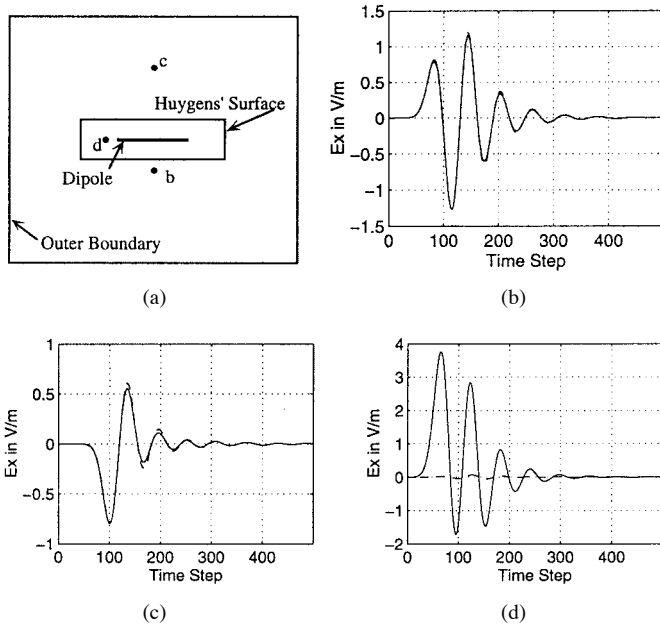 c
Huygens' Surface
d
Dipole
b
Outer Boundary
(a)
1.5
1
0.5
0
−0.5
−1
−1.5
Ex in V/m
0 100 200 300 400
Time Step
(b)
1
0.5
0
−0.5
−1
Ex in V/m
0 100 200 300 400
Time Step
(c)
4
3
2
1
0
−1
−2
Ex in V/m
0 100 200 300 400
Time Step
(d)